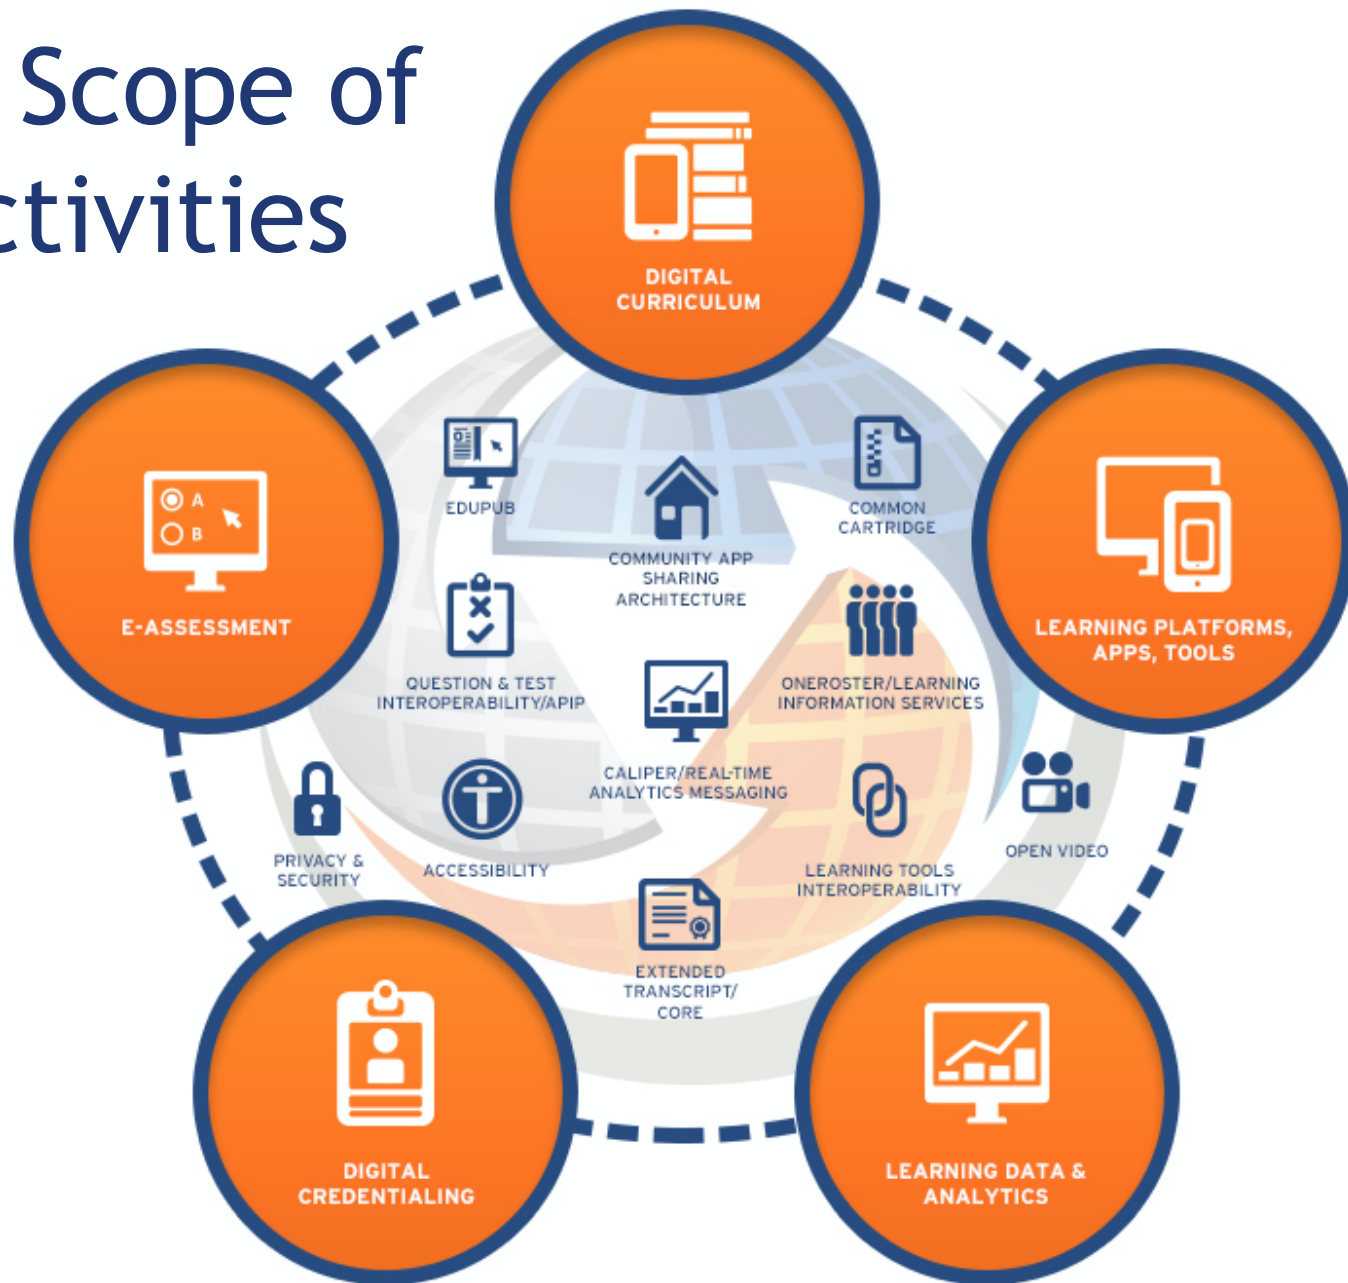 Scope of
ctivities
DIGITAL
CURRICULUM
E-ASSESSMENT
A
B
LEARNING PLATFORMS,
APPS, TOOLS
EDUPUB
COMMUNITY APP
SHARING
ARCHITECTURE
COMMON
CARTRIDGE
QUESTION & TEST
INTEROPERABILITY/APIP
ONEROSTER/LEARNING
INFORMATION SERVICES
CALIPER/REAL-TIME
ANALYTICS MESSAGING
PRIVACY &
SECURITY
ACCESSIBILITY
LEARNING TOOLS
INTEROPERABILITY
OPEN VIDEO
EXTENDED
TRANSCRIPT/
CORE
DIGITAL
CREDENTIALING
LEARNING DATA &
ANALYTICS